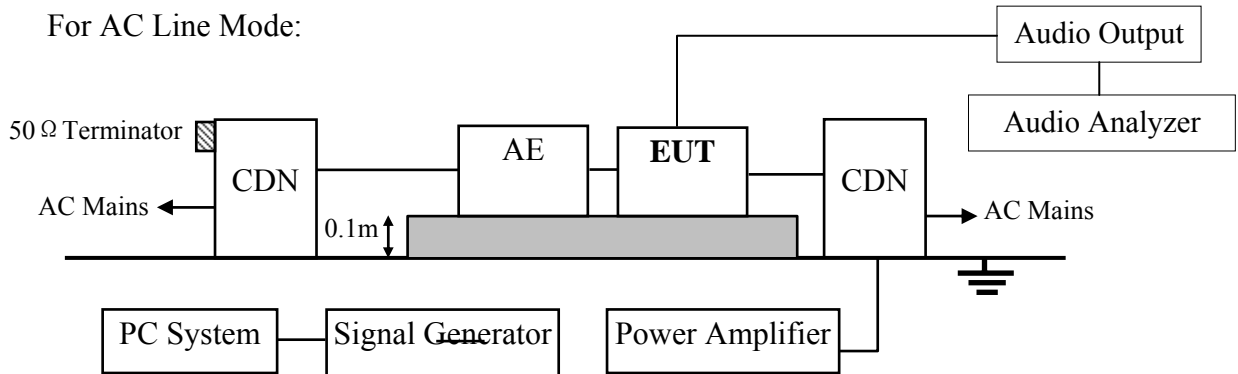 For AC Line Mode:
Audio Output
Audio Analyzer
50 Ω Terminator
CDN
AE
EUT
CDN
AC Mains
0.1m
AC Mains
PC System
Signal Generator
Power Amplifier